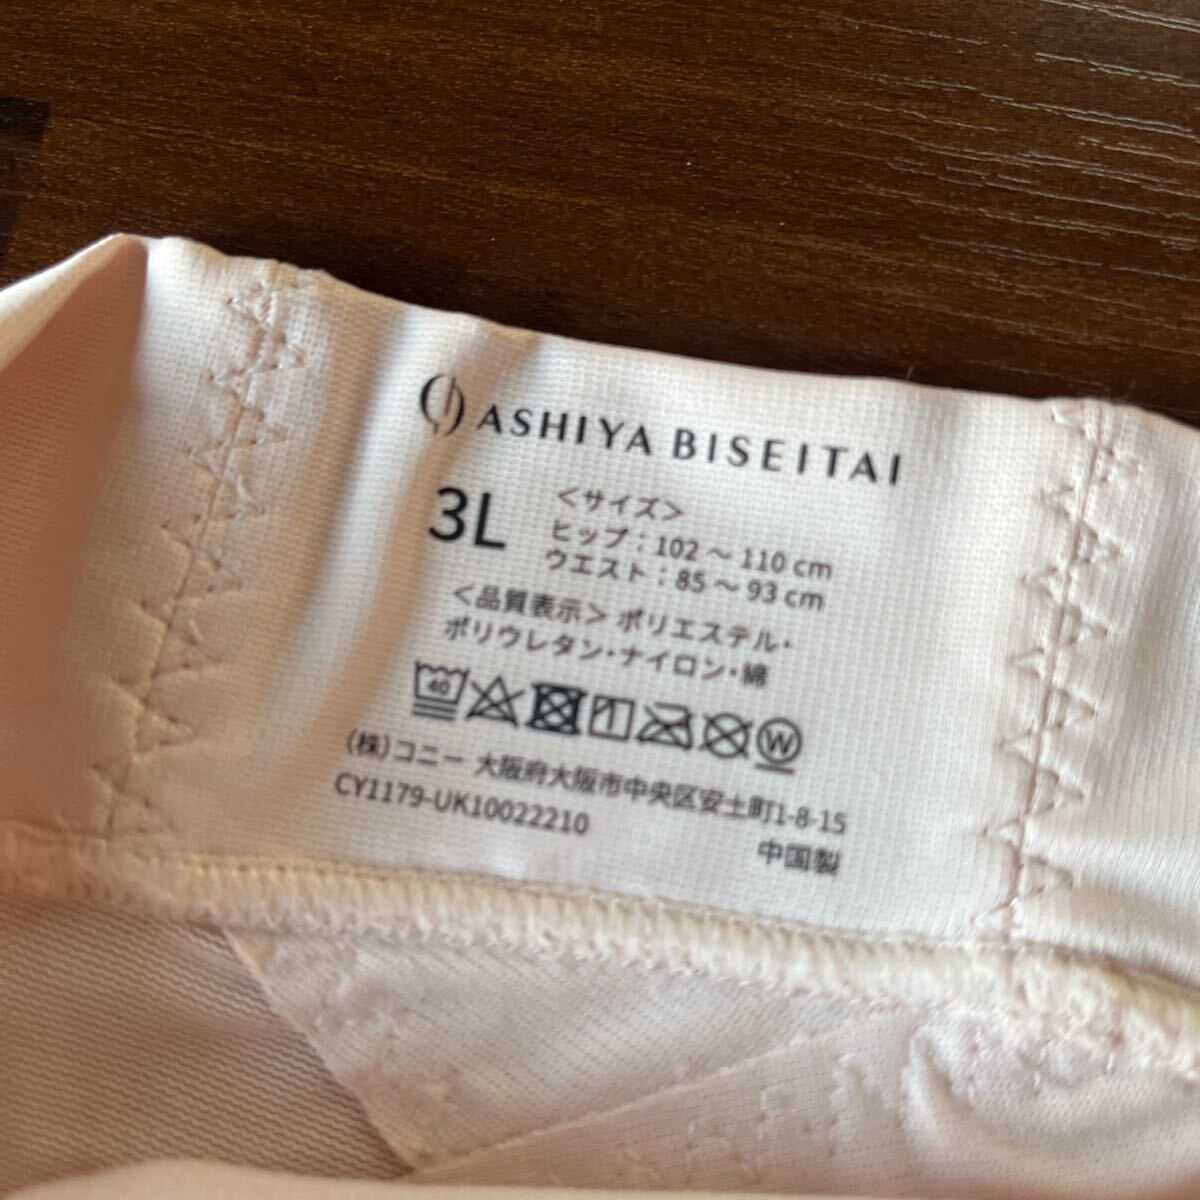 ASHIYA BISEITAI
3L
＜サイズ＞
ヒップ：102～110 cm
ウエスト：85～93 cm
＜品質表示＞ポリエステル・
ポリウレタン・ナイロン・綿
40
W
(株)コニー 大阪府大阪市中央区安土町1-8-15
CY1179-UK10022210
中国製